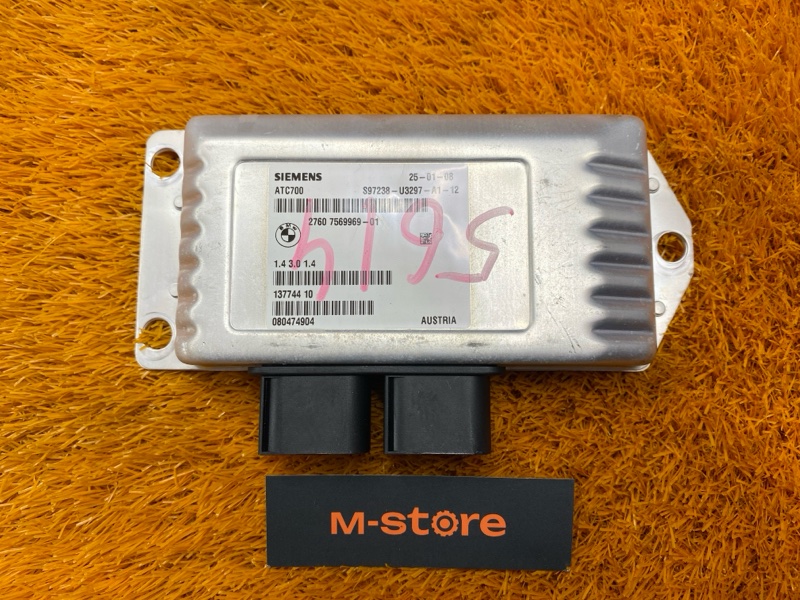 SIEMENS 25-01-08
ATC700 S97238-U3297-A1-12
BMW
2760 7569969-01
5614
1.4 3.0 1.4
137744 10
080474904 AUSTRIA
M-store